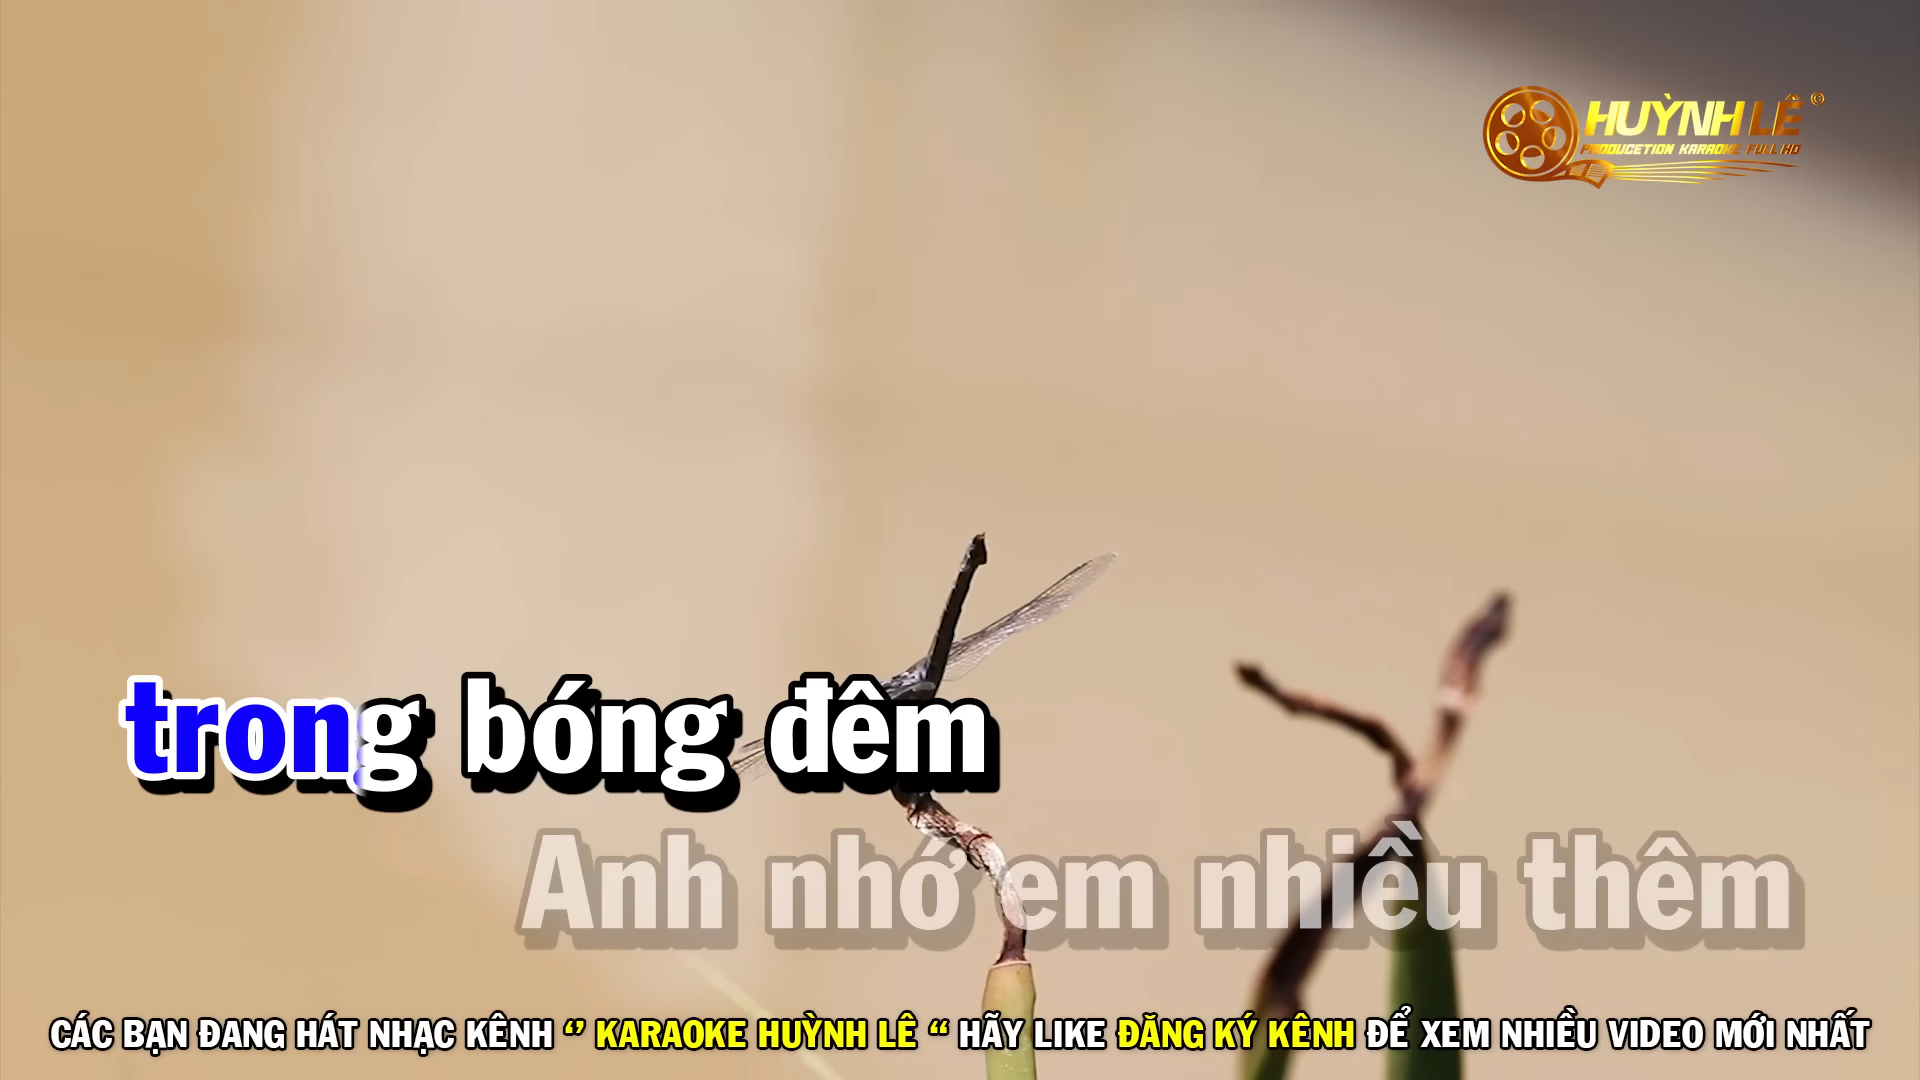 HUỲNH LÊ ©
PRODUCETION KARAOKE FULL HD
trong bóng đêm
Anh nhớ em nhiều thêm
CÁC BẠN ĐANG HÁT NHẠC KÊNH “ KARAOKE HUỲNH LÊ “ HÃY LIKE ĐĂNG KÝ KÊNH ĐỂ XEM NHIỀU VIDEO MỚI NHẤT